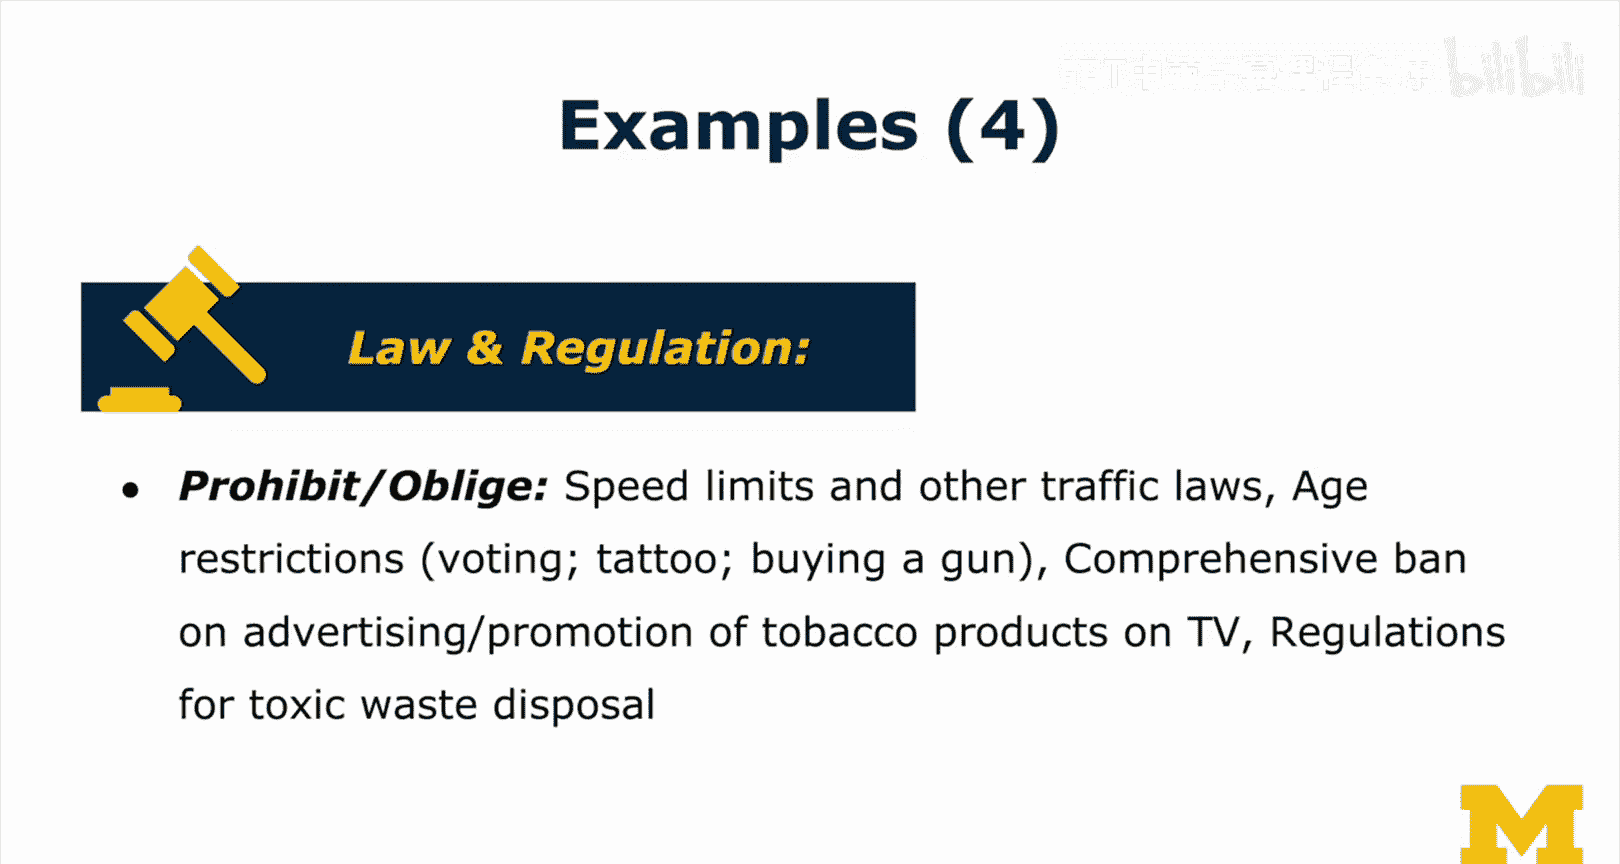 bilibili
Examples (4)
Law & Regulation:
• Prohibit/Oblige: Speed limits and other traffic laws, Age
restrictions (voting; tattoo; buying a gun), Comprehensive ban
on advertising/promotion of tobacco products on TV, Regulations
for toxic waste disposal
M